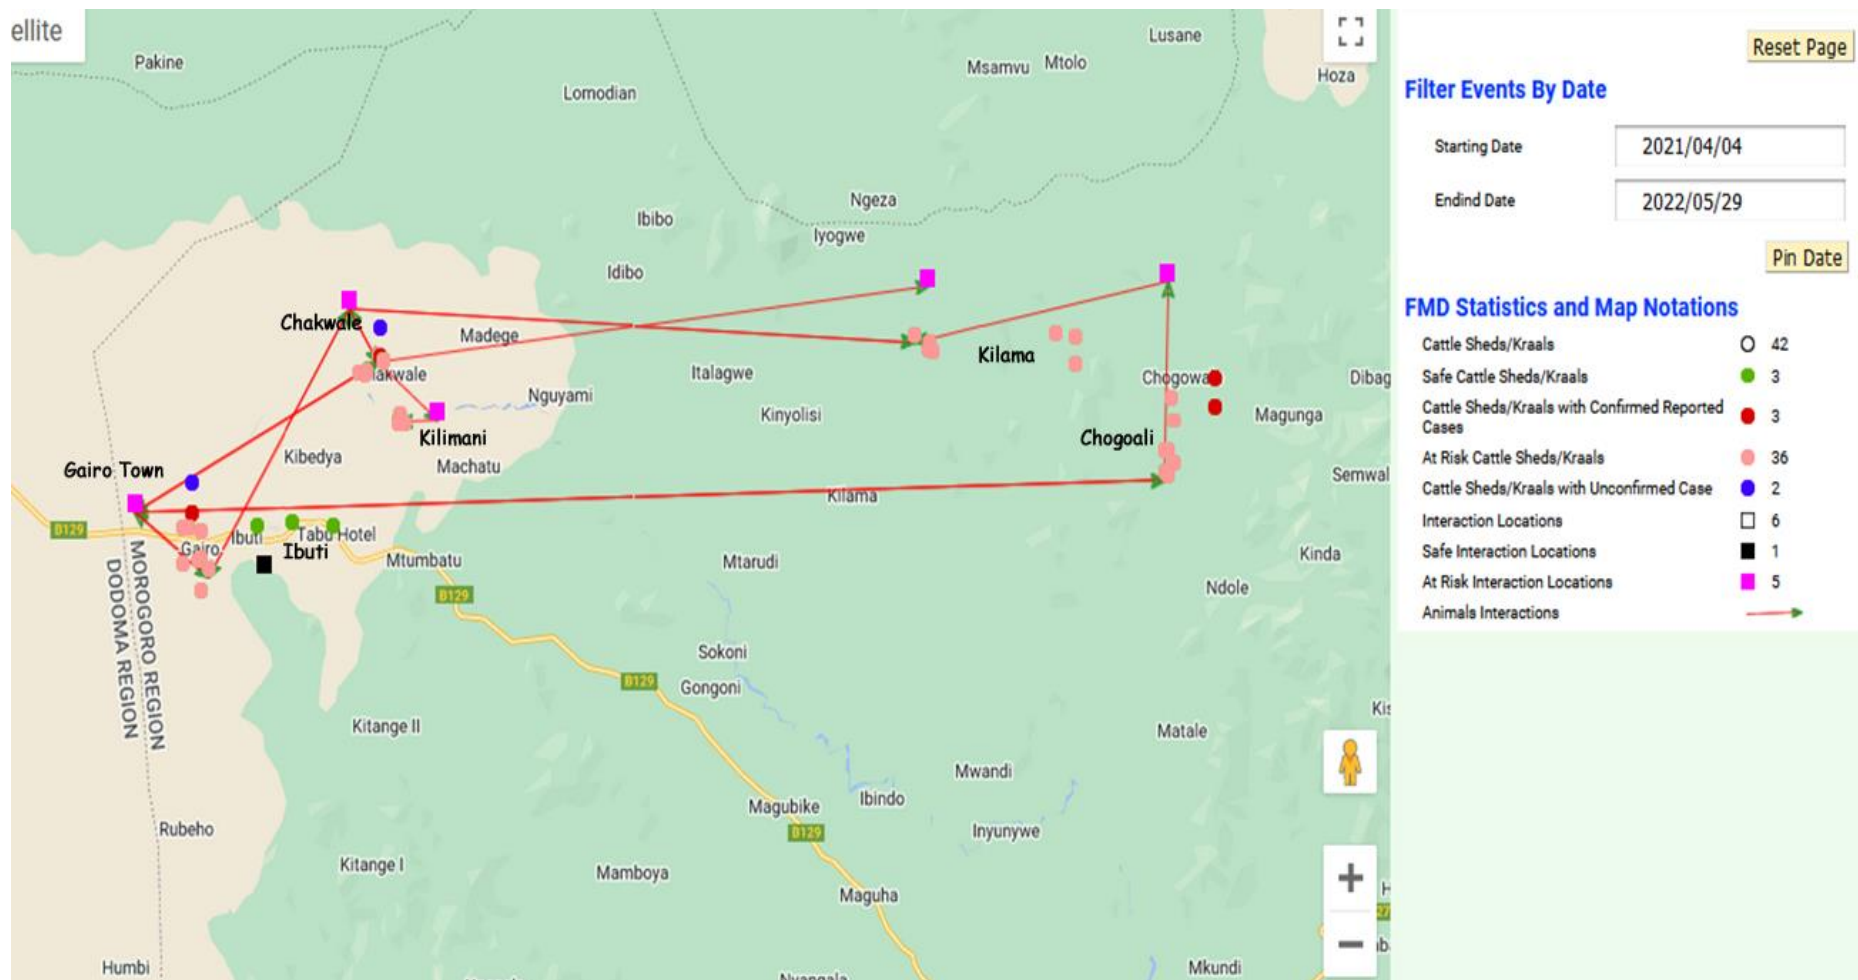 ellite
Lusane
Pakine
Msamvu
Mtolo
Hoza
Lomodian
Ngeza
Ibibo
Iyogwe
Idibo
Chakwale
Madege
Kilama
Italagwe
Chogowa
Dibag
Nguyami
Kinyolisi
Magunga
Kilimani
Chogoali
Kibedya
Machatu
Gairo Town
Semwal
Kilama
B129
Ibuti
Tabu Hotel
Gairo
Ibuti
Mtumbatu
Mtarudi
Kinda
Ndole
B129
MOROGORO REGION
DODOMA REGION
Sokoni
Gongoni
B129
Kitange II
Kis
Matale
Mwandi
Ibindo
Magubike
B129
Rubeho
Inyunywe
Kitange I
Mamboya
Maguha
Humbi
Mkundi
Reset Page
Filter Events By Date
Starting Date 2021/04/04
Endind Date 2022/05/29
Pin Date
FMD Statistics and Map Notations
Cattle Sheds/Kraals 42
Safe Cattle Sheds/Kraals 3
Cattle Sheds/Kraals with Confirmed Reported
Cases 3
At Risk Cattle Sheds/Kraals 36
Cattle Sheds/Kraals with Unconfirmed Case 2
Interaction Locations 6
Safe Interaction Locations 1
At Risk Interaction Locations 5
Animals Interactions